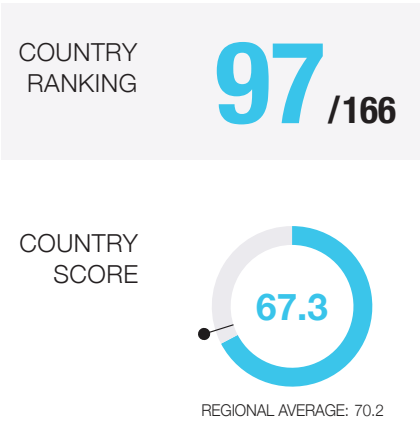 COUNTRY
RANKING
97/166
COUNTRY
SCORE
67.3
REGIONAL AVERAGE: 70.2